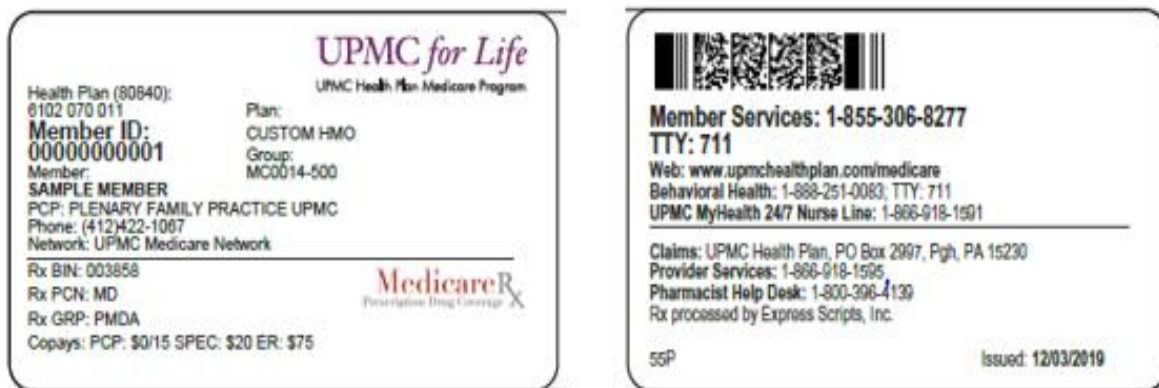 UPMC for Life
UPMC Health Plan Medicare Program
Health Plan (80840):
6102 070 011
Member ID:
00000000001
Member:
SAMPLE MEMBER
Plan:
CUSTOM HMO
Group:
MC0014-500
PCP: PLENARY FAMILY PRACTICE UPMC
Phone: (412)422-1067
Network: UPMC Medicare Network
Rx BIN: 003858
Rx PCN: MD
Rx GRP: PMDA
Copays: PCP: $0/15 SPEC: $20 ER: $75
MedicareRx
Prescription Drug Coverage
Member Services: 1-855-306-8277
TTY: 711
Web: www.upmchealthplan.com/medicare
Behavioral Health: 1-888-251-0083; TTY: 711
UPMC MyHealth 24/7 Nurse Line: 1-866-918-1591
Claims: UPMC Health Plan, PO Box 2997, Pgh, PA 15230
Provider Services: 1-866-918-1595
Pharmacist Help Desk: 1-800-396-4139
Rx processed by Express Scripts, Inc.
55P
Issued: 12/03/2019